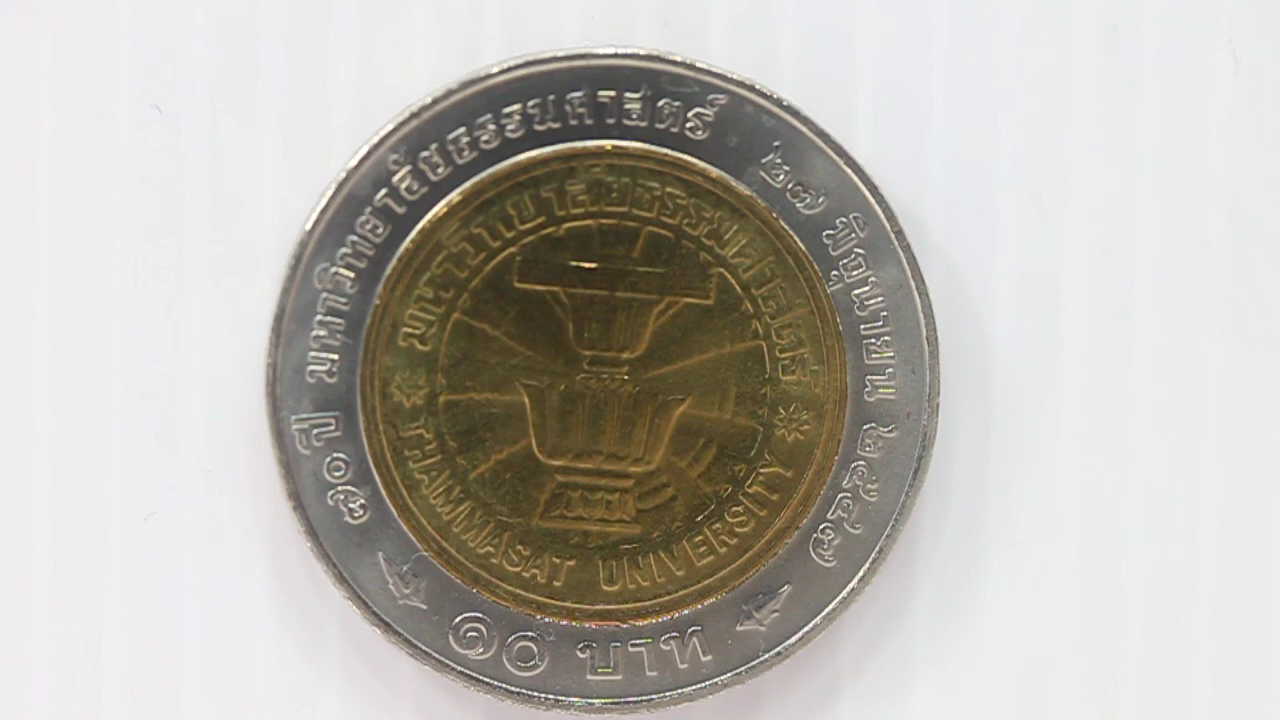 ๗๐ ปี มหาวิทยาลัยธรรมศาสตร์ ๒๗ มิถุนายน ๒๕๔๗
มหาวิทยาลัยธรรมศาสตร์
THAMMASAT UNIVERSITY
๑๐ บาท